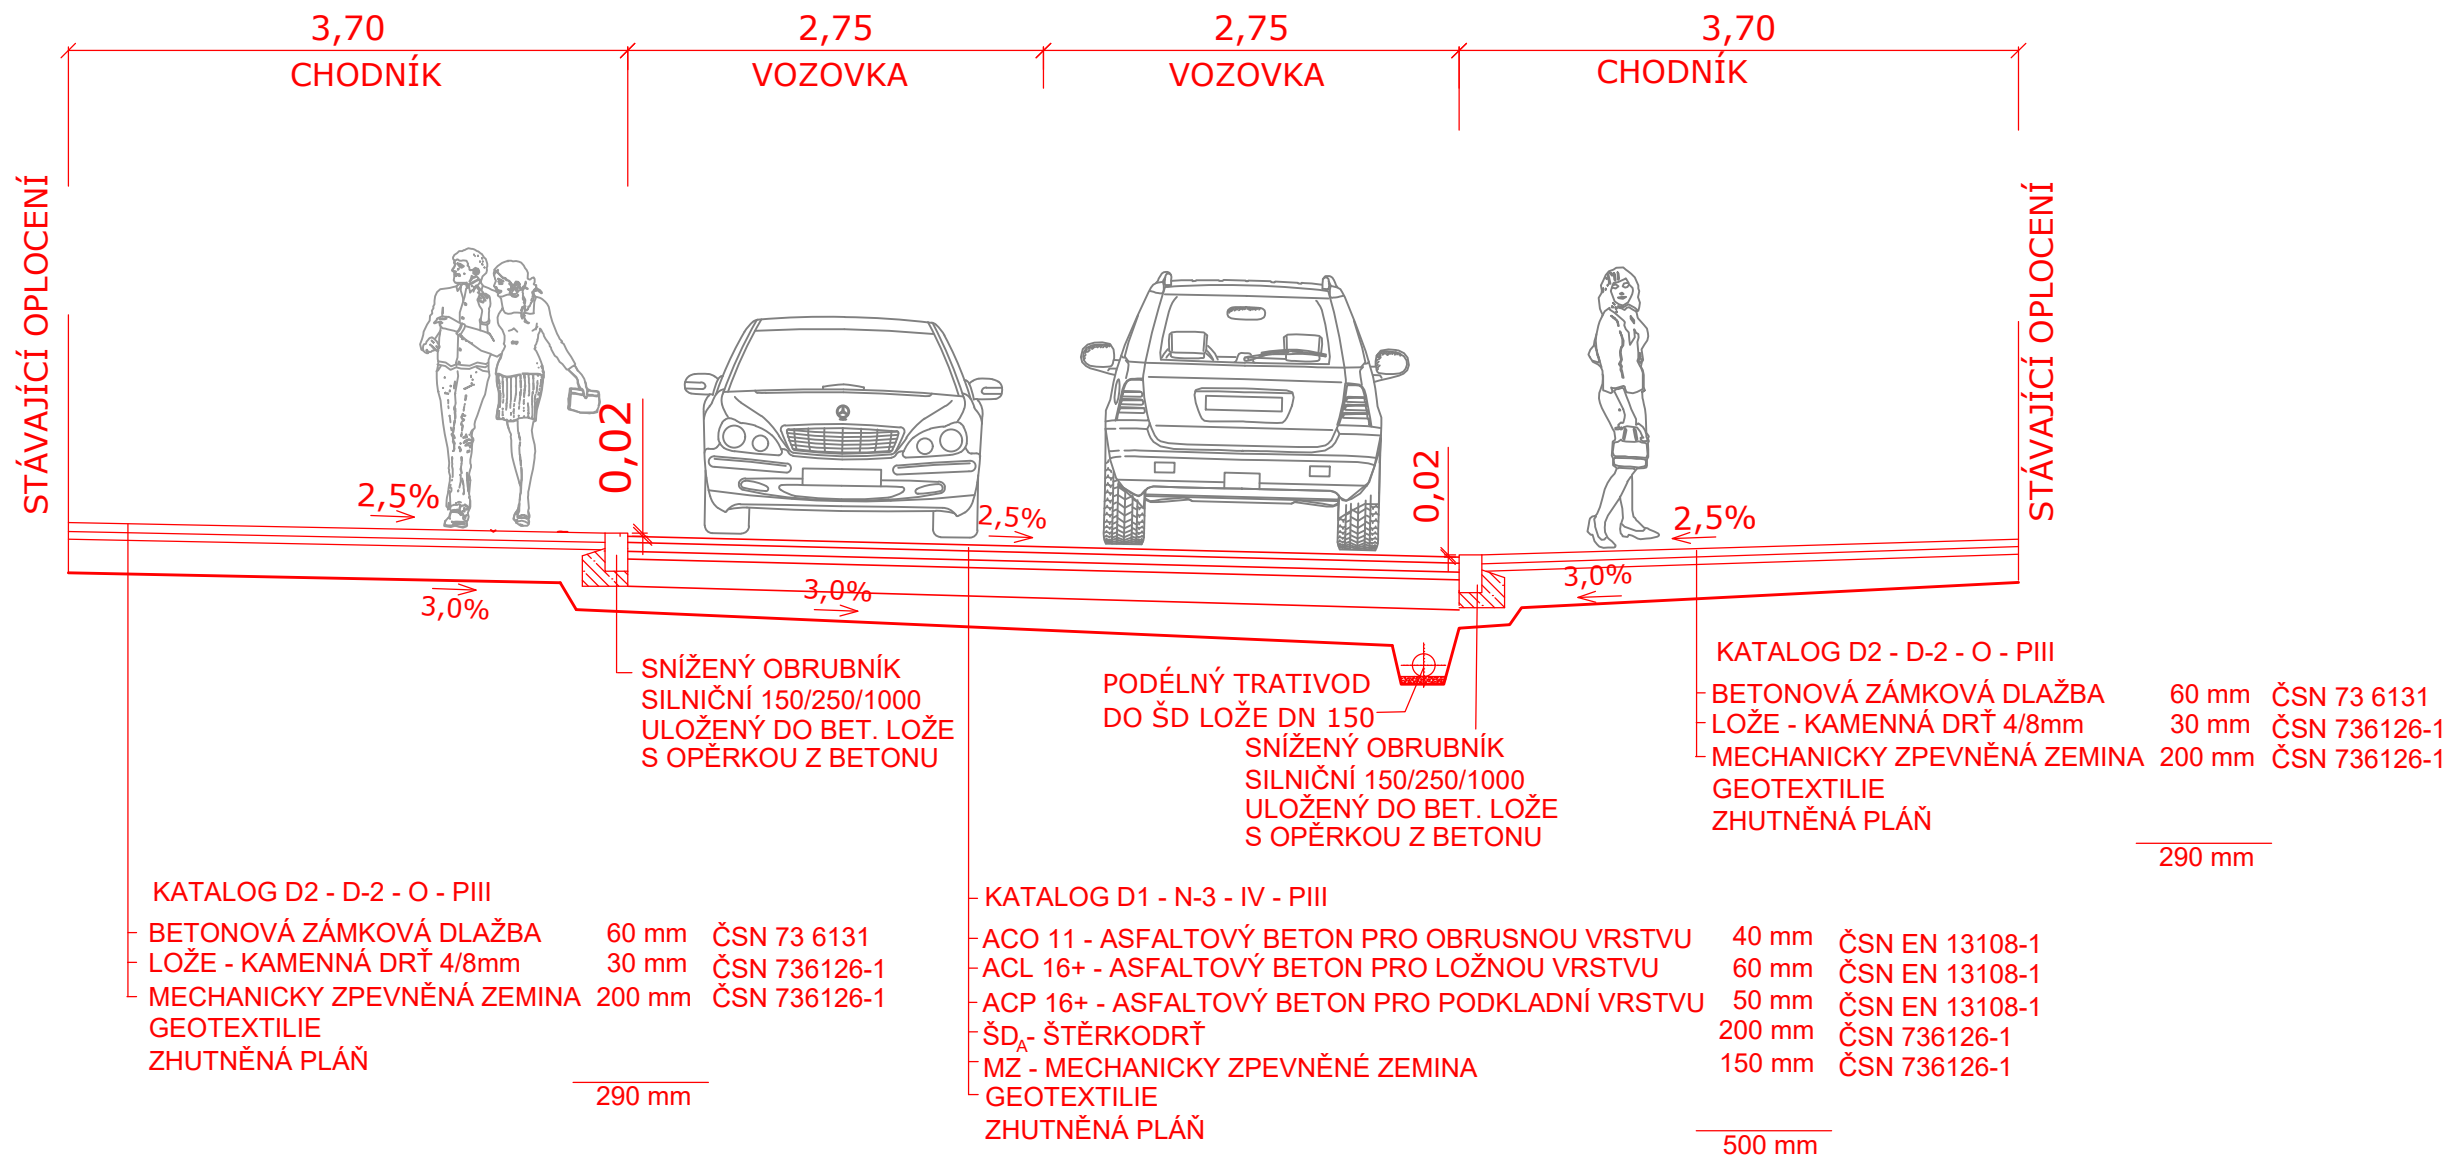 3,70
2,75
2,75
3,70
CHODNÍK
VOZOVKA
VOZOVKA
CHODNÍK
STÁVAJÍCÍ OPLOCENÍ
STÁVAJÍCÍ OPLOCENÍ
0,02
0,02
2,5%
2,5%
2,5%
3,0%
3,0%
3,0%
SNÍŽENÝ OBRUBNÍK
SILNIČNÍ 150/250/1000
ULOŽENÝ DO BET. LOŽE
S OPĚRKOU Z BETONU
PODÉLNÝ TRATIVOD
DO ŠD LOŽE DN 150
SNÍŽENÝ OBRUBNÍK
SILNIČNÍ 150/250/1000
ULOŽENÝ DO BET. LOŽE
S OPĚRKOU Z BETONU
KATALOG D2 - D-2 - O - PIII
BETONOVÁ ZÁMKOVÁ DLAŽBA 60 mm ČSN 73 6131
LOŽE - KAMENNÁ DRŤ 4/8mm 30 mm ČSN 736126-1
MECHANICKY ZPEVNĚNÁ ZEMINA 200 mm ČSN 736126-1
GEOTEXTILIE
ZHUTNĚNÁ PLÁŇ
290 mm
KATALOG D2 - D-2 - O - PIII
BETONOVÁ ZÁMKOVÁ DLAŽBA 60 mm ČSN 73 6131
LOŽE - KAMENNÁ DRŤ 4/8mm 30 mm ČSN 736126-1
MECHANICKY ZPEVNĚNÁ ZEMINA 200 mm ČSN 736126-1
GEOTEXTILIE
ZHUTNĚNÁ PLÁŇ
290 mm
KATALOG D1 - N-3 - IV - PIII
ACO 11 - ASFALTOVÝ BETON PRO OBRUSNOU VRSTVU 40 mm ČSN EN 13108-1
ACL 16+ - ASFALTOVÝ BETON PRO LOŽNOU VRSTVU 60 mm ČSN EN 13108-1
ACP 16+ - ASFALTOVÝ BETON PRO PODKLADNÍ VRSTVU 50 mm ČSN EN 13108-1
ŠDA- ŠTĚRKODRŤ 200 mm ČSN 736126-1
MZ - MECHANICKY ZPEVNĚNÉ ZEMINA 150 mm ČSN 736126-1
GEOTEXTILIE
ZHUTNĚNÁ PLÁŇ
500 mm